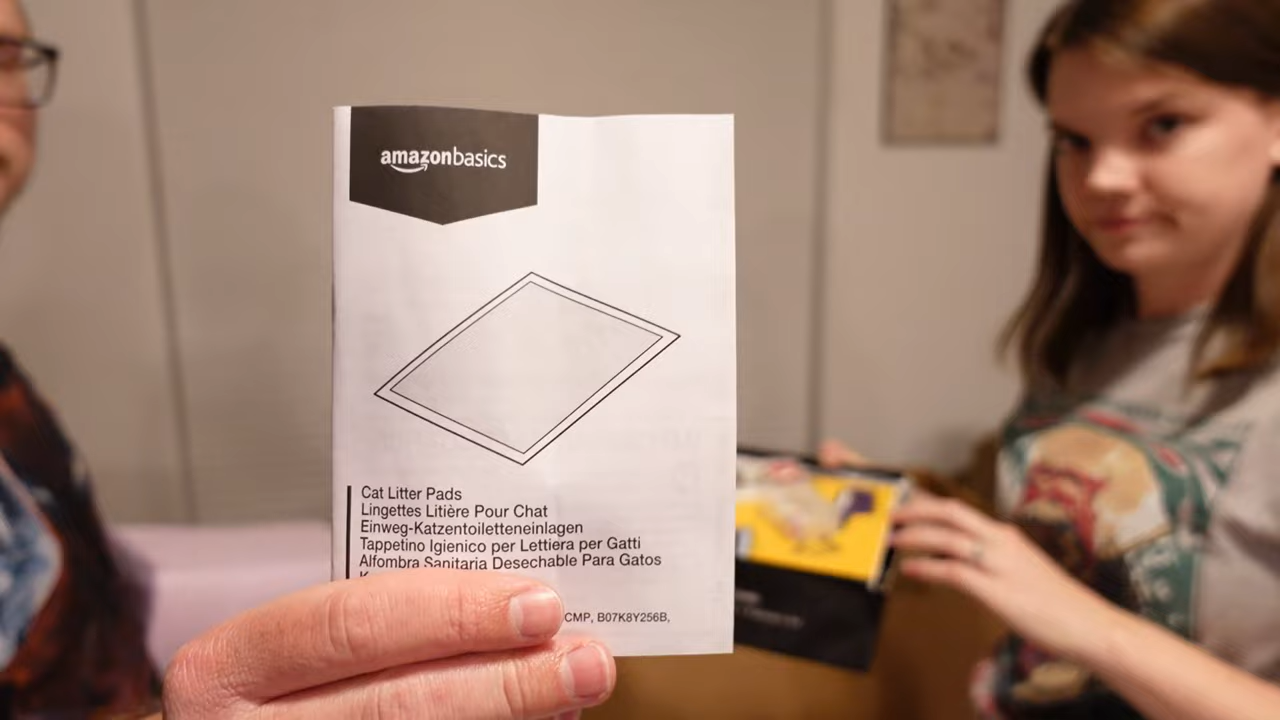 amazonbasics
Cat Litter Pads
Lingettes Litière Pour Chat
Einweg-Katzentoiletteneinlagen
Tappetino Igienico per Lettiera per Gatti
Alfombra Sanitaria Desechable Para Gatos
CMP, B07K8Y256B,